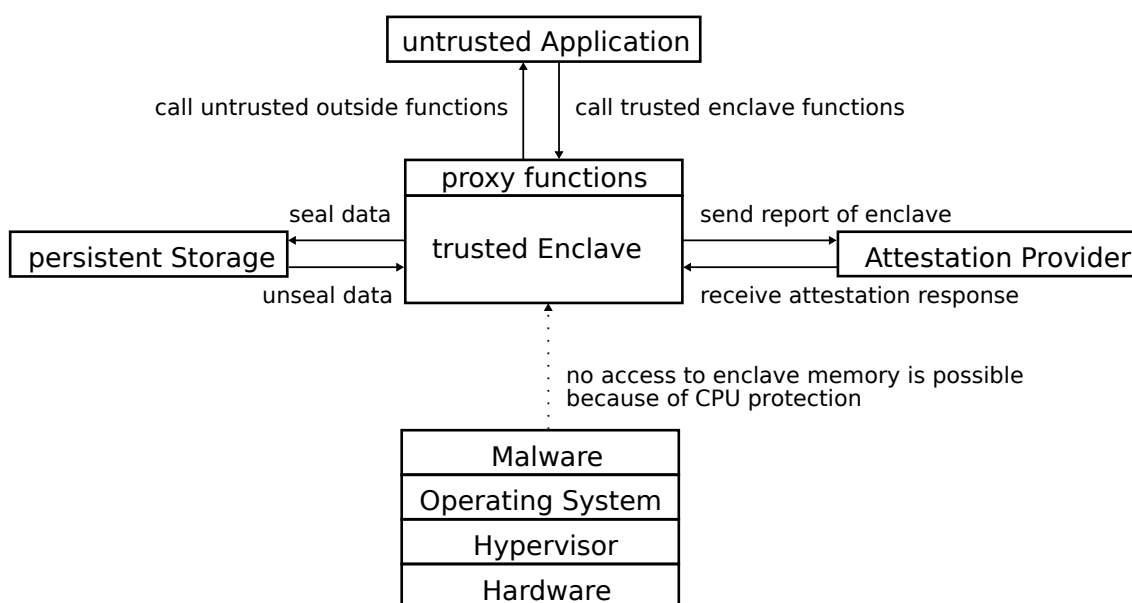 untrusted Application
call untrusted outside functions
call trusted enclave functions
proxy functions
seal data
send report of enclave
persistent Storage
trusted Enclave
Attestation Provider
unseal data
receive attestation response
no access to enclave memory is possible
because of CPU protection
Malware
Operating System
Hypervisor
Hardware